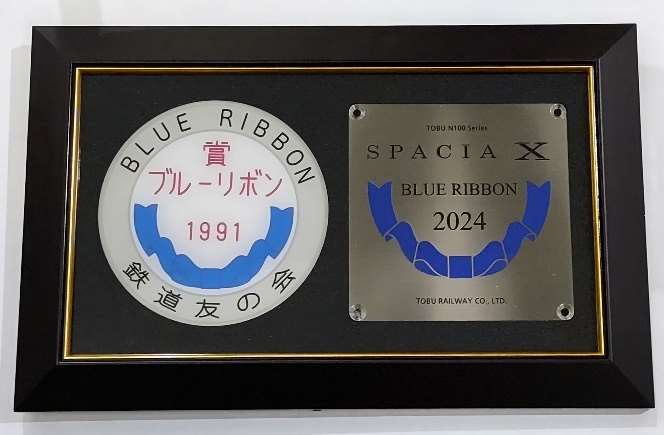 BLUE RIBBON
賞
ブルーリボン
1991
鉄道友の会
TOBU N100 Series
SPACIA X
BLUE RIBBON
2024
TOBU RAILWAY CO., LTD.